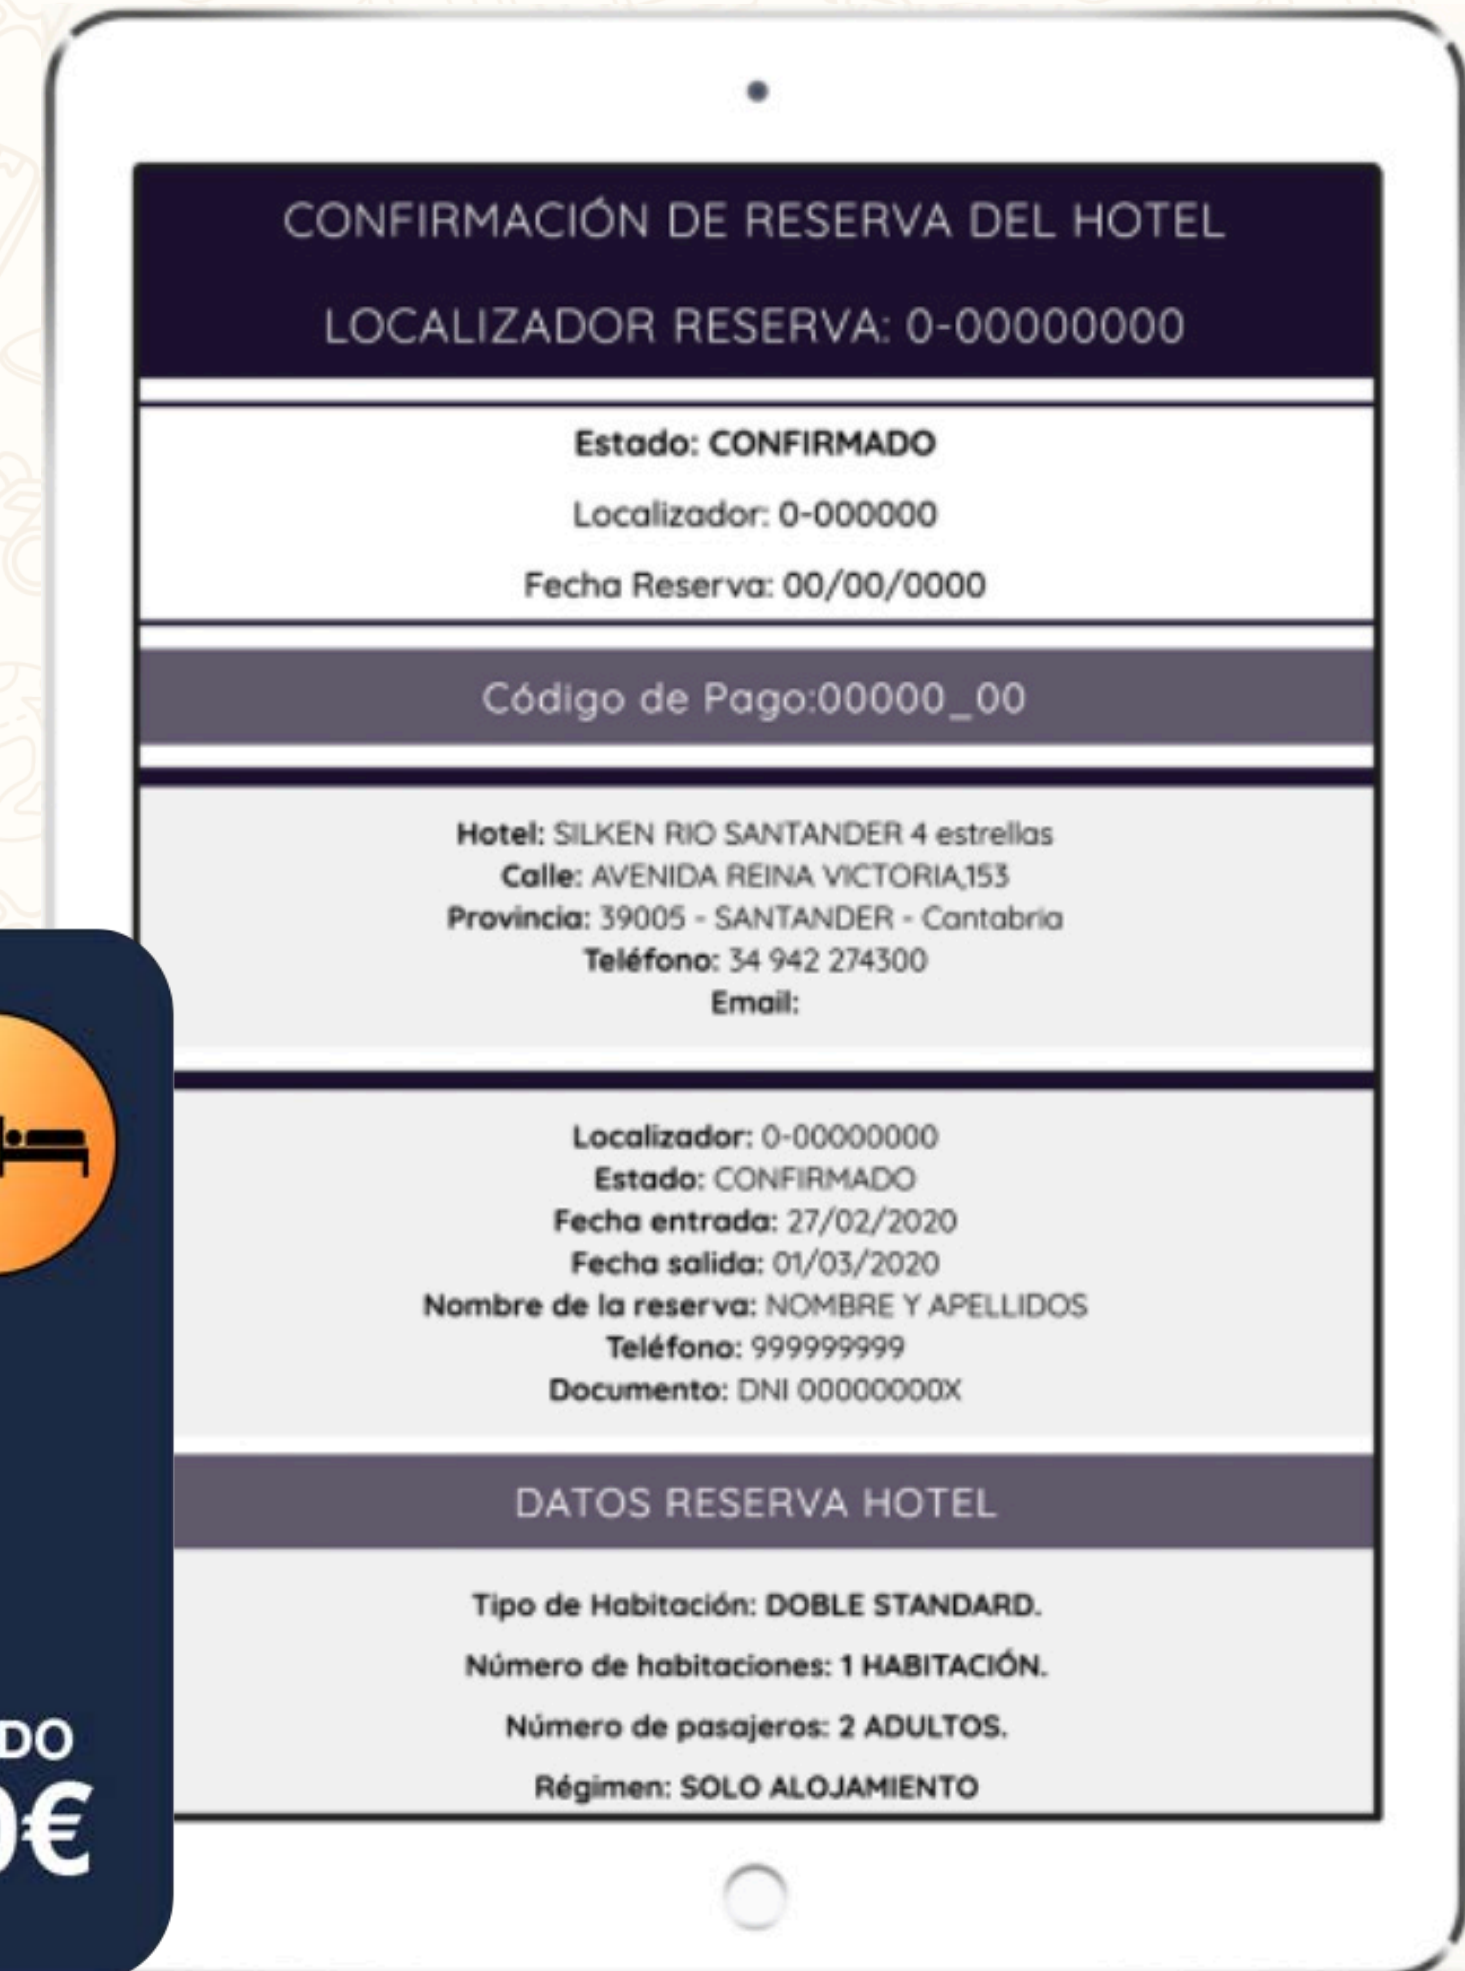 CONFIRMACIÓN DE RESERVA DEL HOTEL
LOCALIZADOR RESERVA: 0-00000000
Estado: CONFIRMADO
Localizador: 0-000000
Fecha Reserva: 00/00/0000
Código de Pago:00000_00
Hotel: SILKEN RIO SANTANDER 4 estrellas
Calle: AVENIDA REINA VICTORIA,153
Provincia: 39005 - SANTANDER - Cantabria
Teléfono: 34 942 274300
Email:
Localizador: 0-00000000
Estado: CONFIRMADO
Fecha entrada: 27/02/2020
Fecha salida: 01/03/2020
Nombre de la reserva: NOMBRE Y APELLIDOS
Teléfono: 999999999
Documento: DNI 00000000X
DATOS RESERVA HOTEL
Tipo de Habitación: DOBLE STANDARD.
Número de habitaciones: 1 HABITACIÓN.
Número de pasajeros: 2 ADULTOS.
Régimen: SOLO ALOJAMIENTO
DO
0€